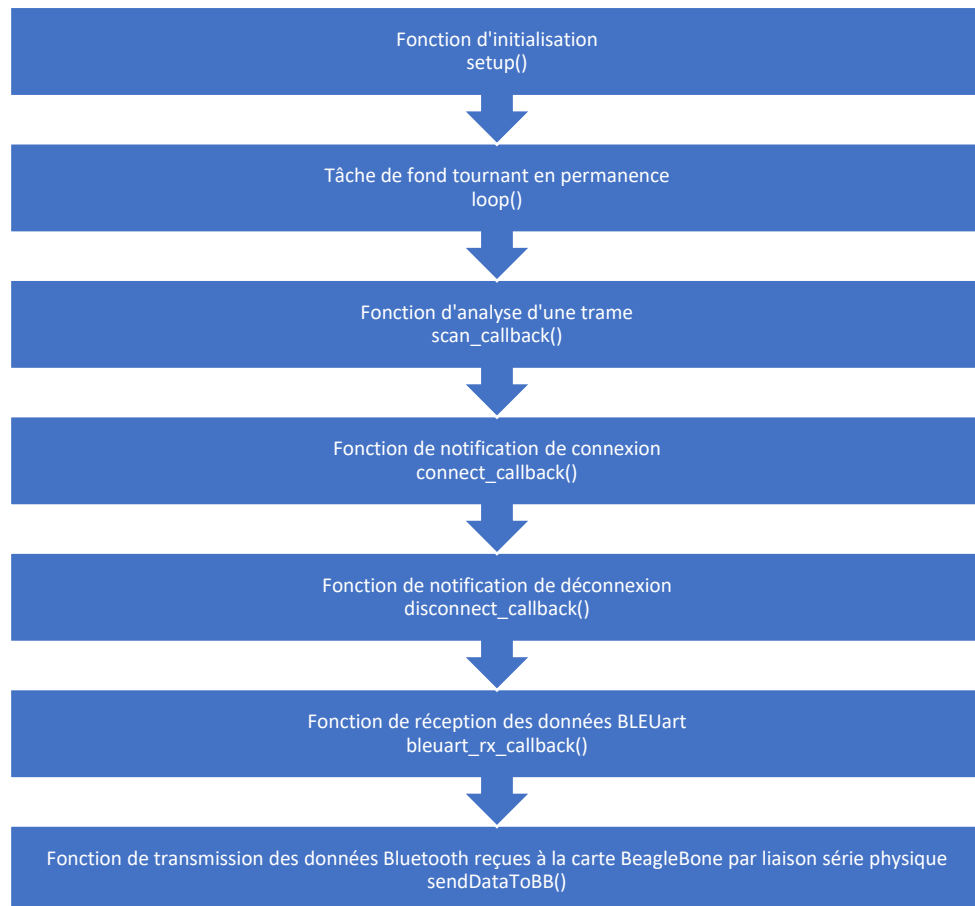 Fonction d'initialisation
setup()
Tâche de fond tournant en permanence
loop()
Fonction d'analyse d'une trame
scan_callback()
Fonction de notification de connexion
connect_callback()
Fonction de notification de déconnexion
disconnect_callback()
Fonction de réception des données BLEUart
bleuart_rx_callback()
Fonction de transmission des données Bluetooth reçues à la carte BeagleBone par liaison série physique
sendDataToBB()